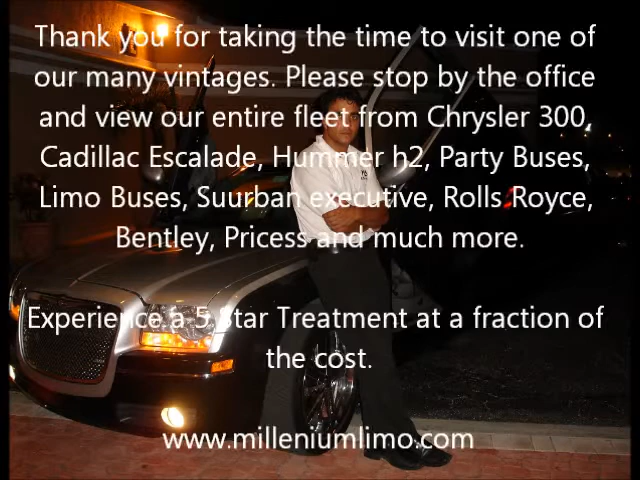 Thank you for taking the time to visit one of
our many vintages. Please stop by the office
and view our entire fleet from Chrysler 300,
Cadillac Escalade, Hummer h2, Party Buses,
Limo Buses, Suurban executive, Rolls Royce,
Bentley, Pricess and much more.
Experience a 5 Star Treatment at a fraction of
the cost.
www.milleniumlimo.com